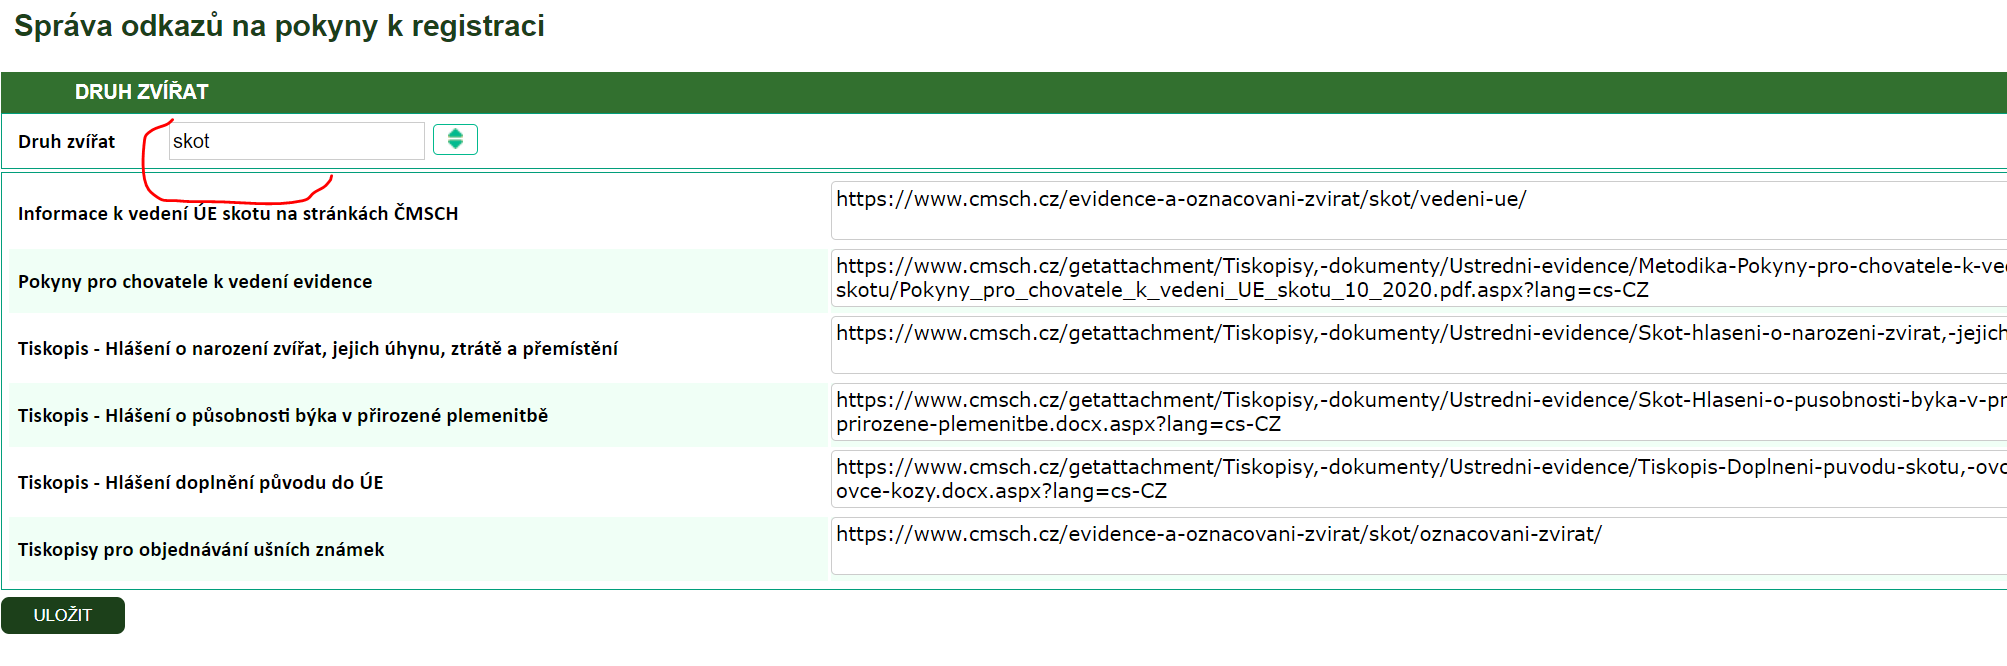 Správa odkazů na pokyny k registraci
DRUH ZVÍŘAT
Druh zvířat skot
Informace k vedení ÚE skotu na stránkách ČMSCH https://www.cmsch.cz/evidence-a-oznacovani-zvirat/skot/vedeni-ue/
Pokyny pro chovatele k vedení evidence https://www.cmsch.cz/getattachment/Tiskopisy,-dokumenty/Ustredni-evidence/Metodika-Pokyny-pro-chovatele-k-ve
skotu/Pokyny_pro_chovatele_k_vedeni_UE_skotu_10_2020.pdf.aspx?lang=cs-CZ
Tiskopis - Hlášení o narození zvířat, jejich úhynu, ztrátě a přemístění https://www.cmsch.cz/getattachment/Tiskopisy,-dokumenty/Ustredni-evidence/Skot-hlaseni-o-narozeni-zvirat,-jejich
Tiskopis - Hlášení o působnosti býka v přirozené plemenitbě https://www.cmsch.cz/getattachment/Tiskopisy,-dokumenty/Ustredni-evidence/Skot-Hlaseni-o-pusobnosti-byka-v-pr
prirozene-plemenitbe.docx.aspx?lang=cs-CZ
Tiskopis - Hlášení doplnění původu do ÚE https://www.cmsch.cz/getattachment/Tiskopisy,-dokumenty/Ustredni-evidence/Tiskopis-Doplneni-puvodu-skotu,-ovc
ovce-kozy.docx.aspx?lang=cs-CZ
Tiskopisy pro objednávání ušních známek https://www.cmsch.cz/evidence-a-oznacovani-zvirat/skot/oznacovani-zvirat/
ULOŽIT